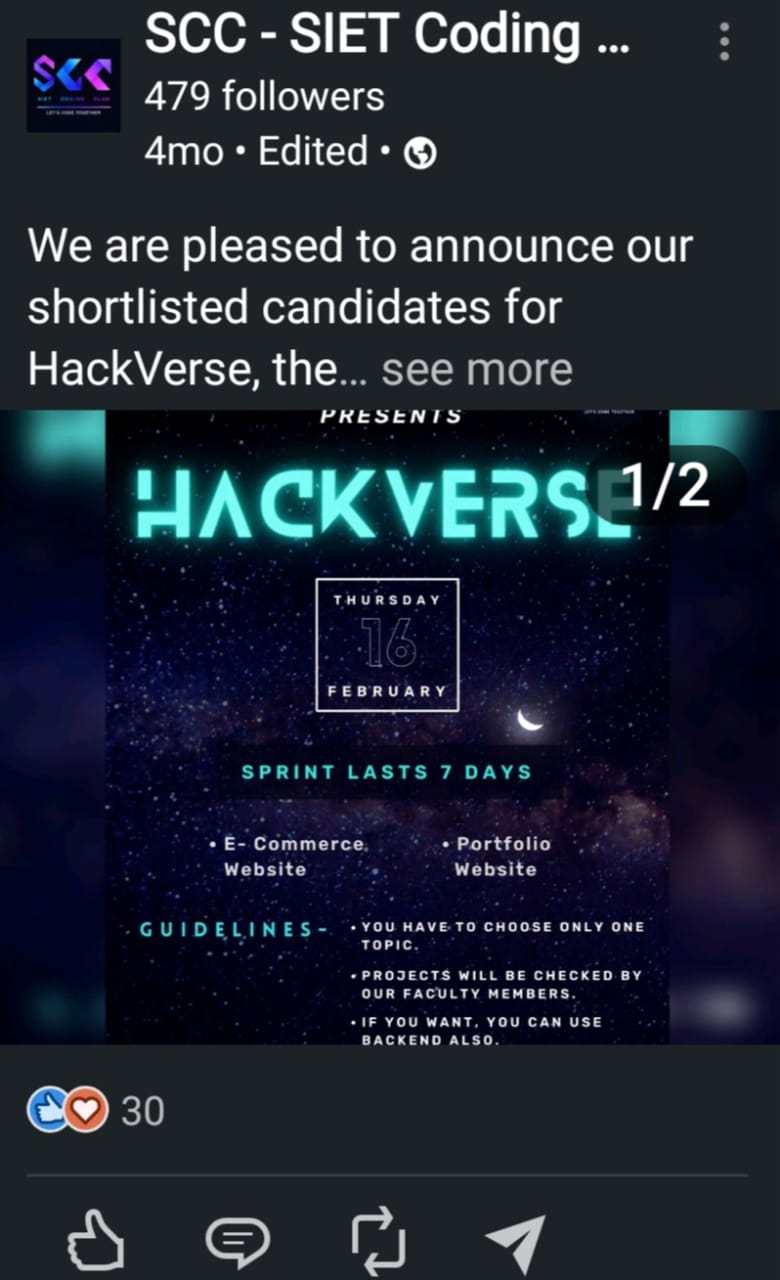 SCC - SIET Coding ...
479 followers
4mo • Edited •
SCC
SIET CODING CLUB
LET'S CODE TOGETHER
We are pleased to announce our
shortlisted candidates for
HackVerse, the... see more
PRESENTS
LET'S CODE TOGETHER
HACKVERSE
1/2
THURSDAY
16
FEBRUARY
SPRINT LASTS 7 DAYS
• E- Commerce
Website
• Portfolio
Website
GUIDELINES-
• YOU HAVE TO CHOOSE ONLY ONE
TOPIC.
• PROJECTS WILL BE CHECKED BY
OUR FACULTY MEMBERS.
• IF YOU WANT, YOU CAN USE
BACKEND ALSO.
30